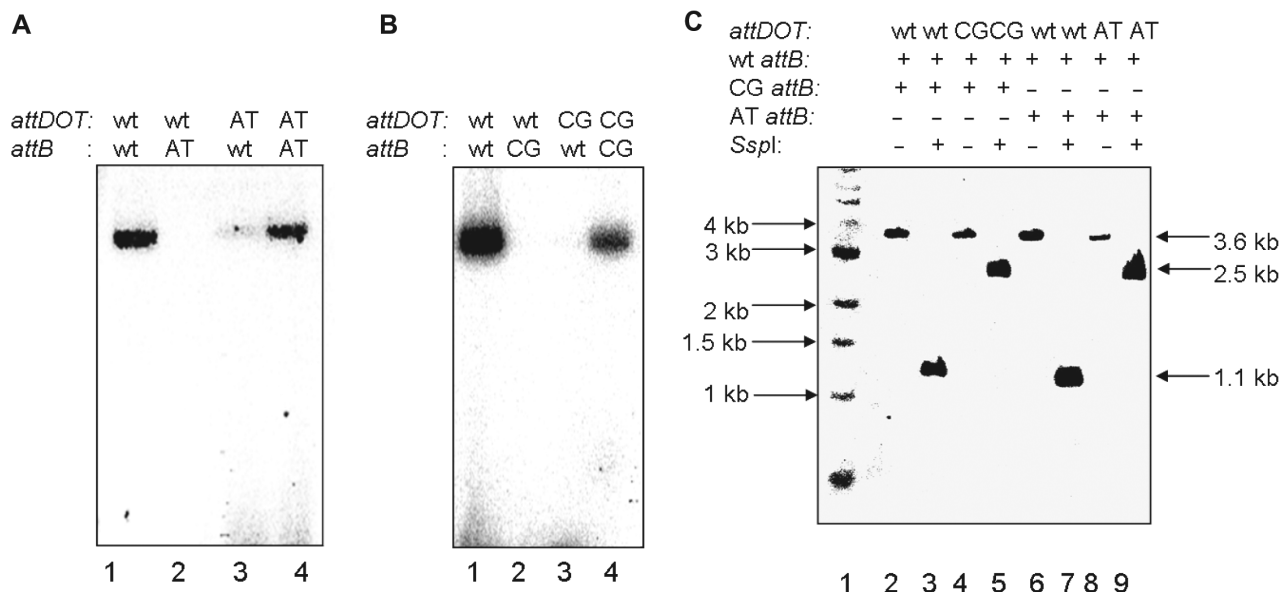 A
attDOT: wt wt AT AT
attB : wt AT wt AT
1 2 3 4
B
attDOT: wt wt CG CG
attB : wt CG wt CG
1 2 3 4
C
attDOT: wt wt CG CG wt wt AT AT
wt attB: + + + + + + + +
CG attB: + + + + – – – –
AT attB: – – – – + + + +
SspI: – + – + – + – +
4 kb
3 kb
2 kb
1.5 kb
1 kb
3.6 kb
2.5 kb
1.1 kb
1 2 3 4 5 6 7 8 9